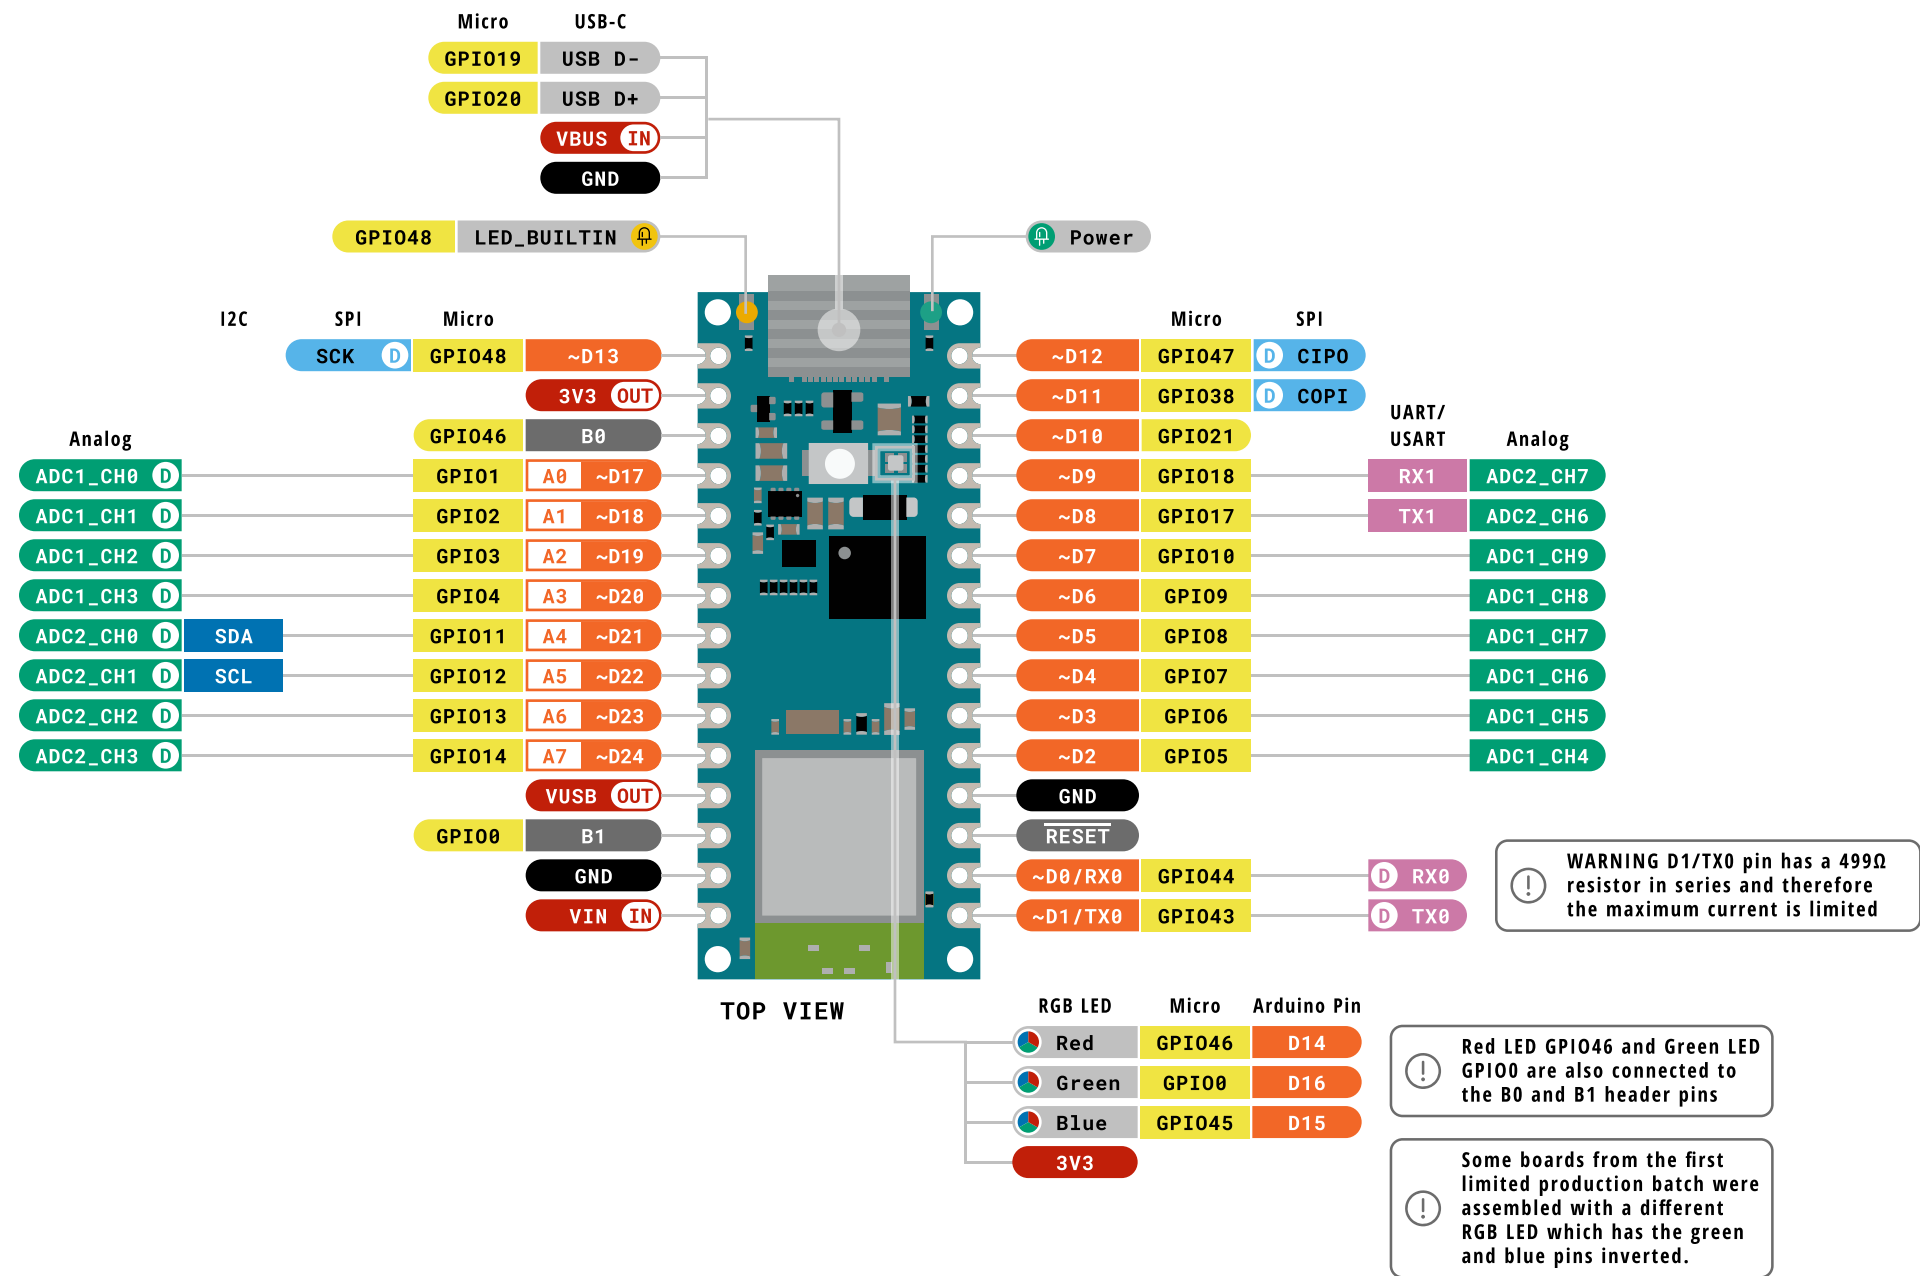 Micro USB-C
GPIO19 USB D-
GPIO20 USB D+
VBUS IN
GND
GPIO48 LED_BUILTIN
Power
I2C SPI Micro
Micro SPI
SCK D GPIO48 ~D13
~D12 GPIO47 D CIPO
3V3 OUT
~D11 GPIO38 D COPI
UART/
USART
Analog
Analog
GPIO46 B0
~D10 GPIO21
ADC1_CH0 D GPIO1 A0 ~D17
~D9 GPIO18 RX1 ADC2_CH7
ADC1_CH1 D GPIO2 A1 ~D18
~D8 GPIO17 TX1 ADC2_CH6
ADC1_CH2 D GPIO3 A2 ~D19
~D7 GPIO10 ADC1_CH9
ADC1_CH3 D GPIO4 A3 ~D20
~D6 GPIO9 ADC1_CH8
ADC2_CH0 D SDA GPIO11 A4 ~D21
~D5 GPIO8 ADC1_CH7
ADC2_CH1 D SCL GPIO12 A5 ~D22
~D4 GPIO7 ADC1_CH6
ADC2_CH2 D GPIO13 A6 ~D23
~D3 GPIO6 ADC1_CH5
ADC2_CH3 D GPIO14 A7 ~D24
~D2 GPIO5 ADC1_CH4
VUSB OUT
GND
GPIO0 B1
RESET
GND
~D0/RX0 GPIO44 D RX0
VIN IN
~D1/TX0 GPIO43 D TX0
WARNING D1/TX0 pin has a 499Ω
resistor in series and therefore
the maximum current is limited
TOP VIEW
RGB LED Micro Arduino Pin
Red GPIO46 D14
Green GPIO0 D16
Blue GPIO45 D15
3V3
Red LED GPIO46 and Green LED
GPIO0 are also connected to
the B0 and B1 header pins
Some boards from the first
limited production batch were
assembled with a different
RGB LED which has the green
and blue pins inverted.